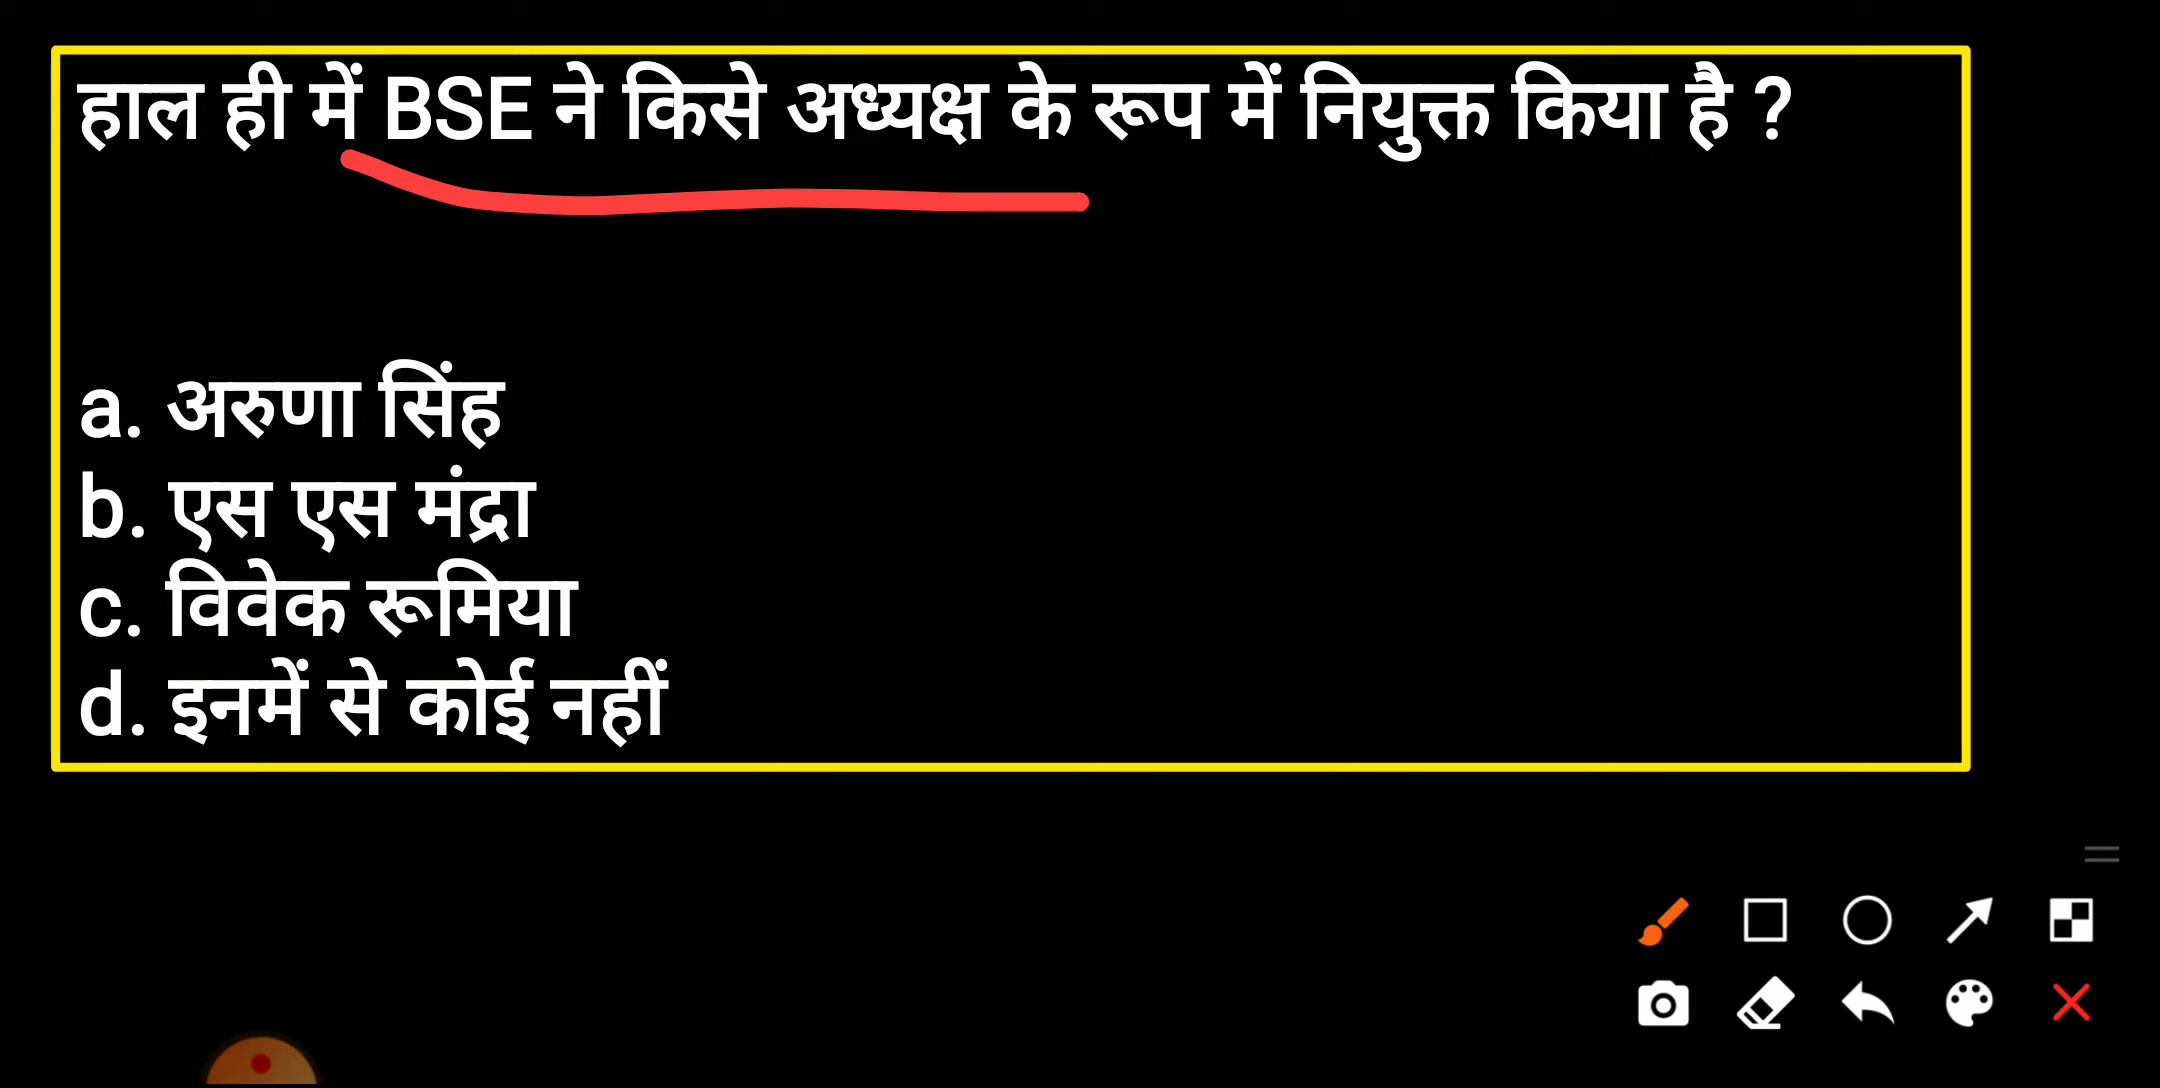 हाल ही में BSE ने किसे अध्यक्ष के रूप में नियुक्त किया है ?
a. अरुणा सिंह
b. एस एस मंद्रा
c. विवेक रूमिया
d. इनमें से कोई नहीं